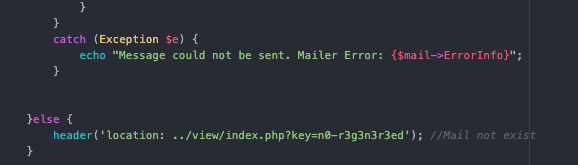 }
}
catch (Exception $e) {
echo "Message could not be sent. Mailer Error: {$mail->ErrorInfo}";
}
}else {
header('location: ../view/index.php?key=n0-r3g3n3r3ed'); //Mail not exist
}